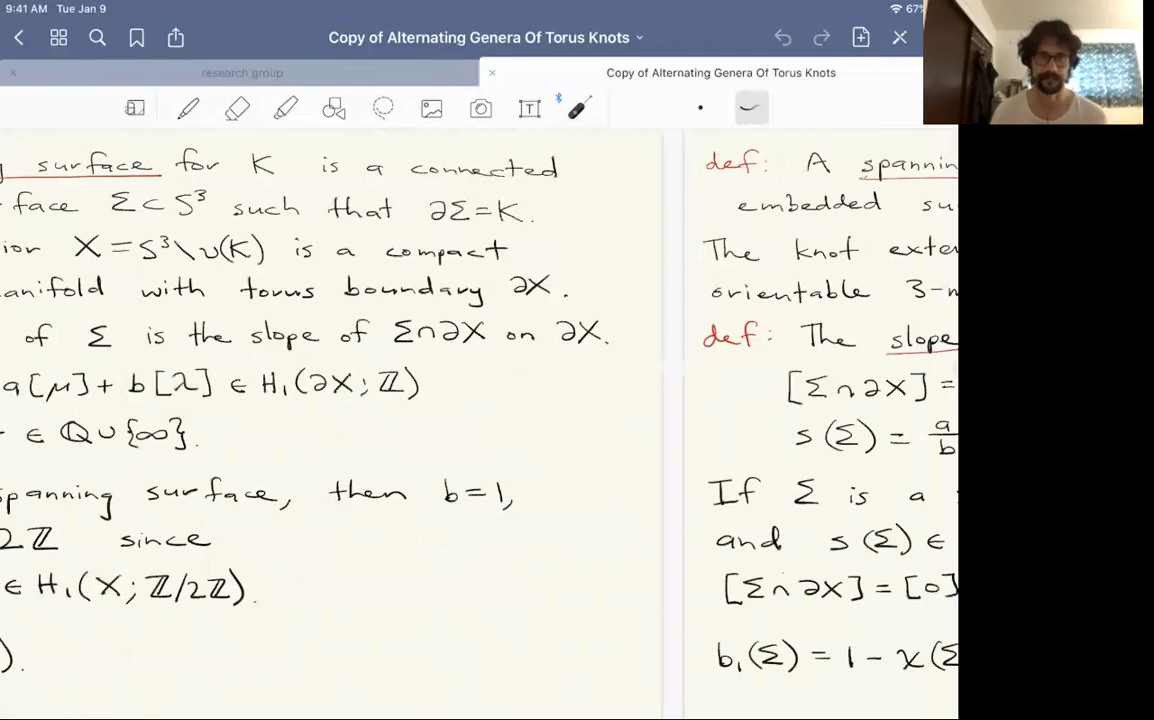 9:41 AM Tue Jan 9
67%
Copy of Alternating Genera Of Torus Knots
research group
Copy of Alternating Genera Of Torus Knots
surface for K is a connected
face Σ⊂S³ such that ∂Σ=K.
ior X=S³\ν(K) is a compact
anifold with torus boundary ∂X.
of Σ is the slope of Σ∩∂X on ∂X.
a[μ]+b[λ]∈H₁(∂X;ℤ)
∈ℚ∪{∞}.
spanning surface, then b=1,
2ℤ since
∈H₁(X;ℤ/2ℤ).
).
def: A spannin
embedded su
The knot exte
orientable 3-m
def: The slope
[Σ∩∂X]=
s(Σ)=a/b
If Σ is a
and s(Σ)∈
[Σ∩∂X]=[0]
b₁(Σ)=1-χ(Σ